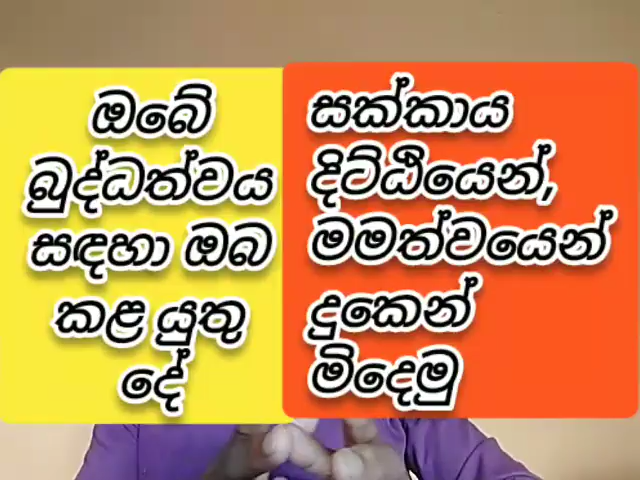 ඔබේ
බුද්ධත්වය
සඳහා ඔබ
කළ යුතු
දේ
සක්කාය
දිට්ඨියෙන්,
මමත්වයෙන්
දුකෙන්
මිදෙමු